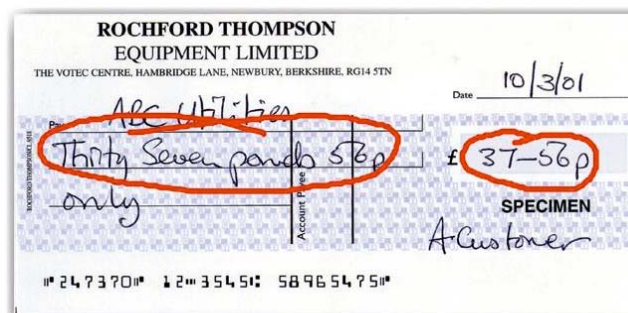 ROCHFORD THOMPSON
EQUIPMENT LIMITED
THE VOTEC CENTRE, HAMBRIDGE LANE, NEWBURY, BERKSHIRE, RG14 5TN
Date 10/3/01
ABC Utilities
Thirty Seven pounds 56p
£ 37-56p
only
Account Payee
SPECIMEN
A.Customer
⑈247370⑈ 12⑉3545⑆ 58965475⑈